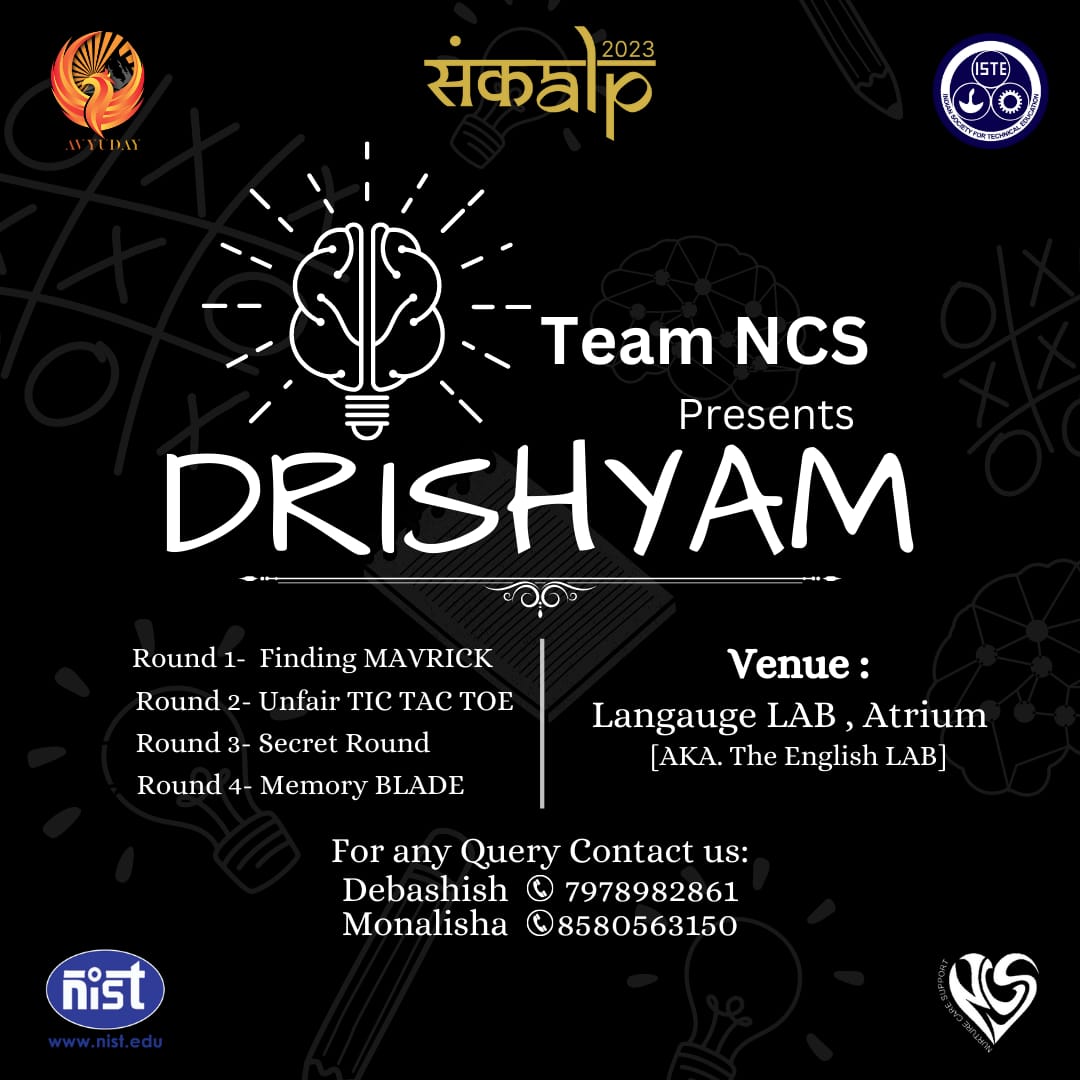 AVYUDAY
संकalp 2023
ISTE
INDIAN SOCIETY FOR TECHNICAL EDUCATION
Team NCS
Presents
DRISHYAM
Round 1- Finding MAVRICK
Round 2- Unfair TIC TAC TOE
Round 3- Secret Round
Round 4- Memory BLADE
Venue :
Langauge LAB , Atrium
[AKA. The English LAB]
For any Query Contact us:
Debashish 7978982861
Monalisha 8580563150
nist
www.nist.edu
NCS
NURTURE CARE SUPPORT